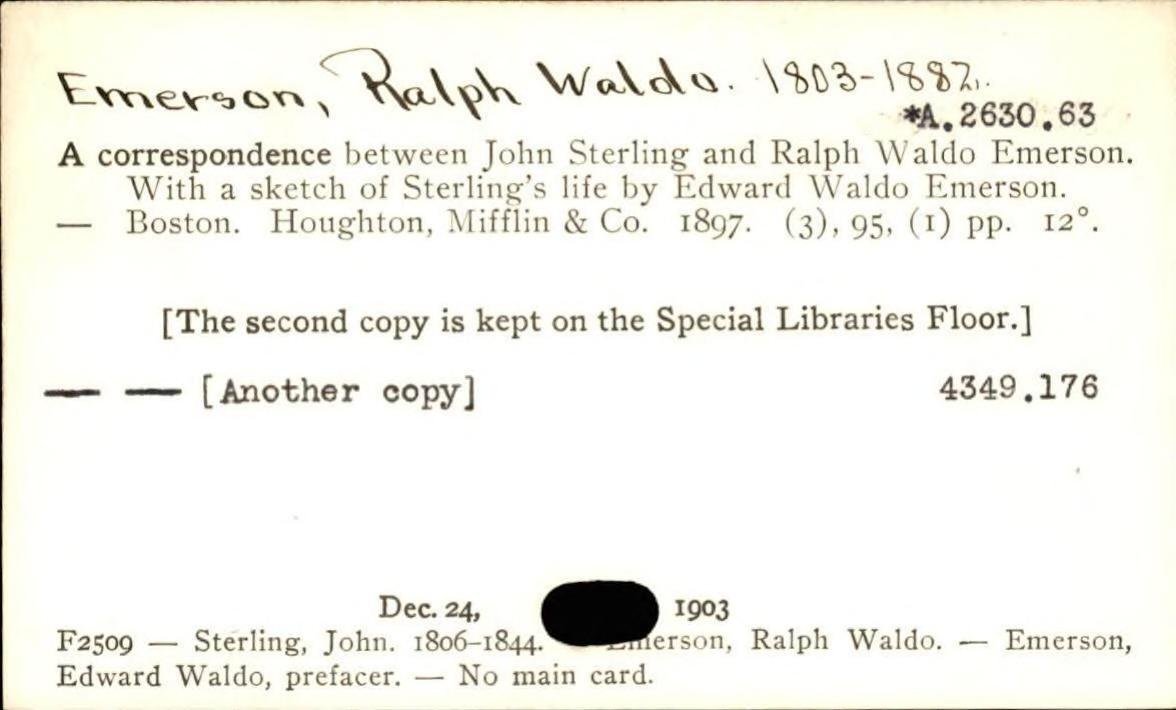 Emerson, Ralph Waldo. 1803-1882.
*A.2630.63
A correspondence between John Sterling and Ralph Waldo Emerson.
With a sketch of Sterling's life by Edward Waldo Emerson.
— Boston. Houghton, Mifflin & Co. 1897. (3), 95, (1) pp. 12°.
[The second copy is kept on the Special Libraries Floor.]
— — [Another copy] 4349.176
Dec. 24, 1903
F2509 — Sterling, John. 1806-1844. Emerson, Ralph Waldo. — Emerson,
Edward Waldo, prefacer. — No main card.